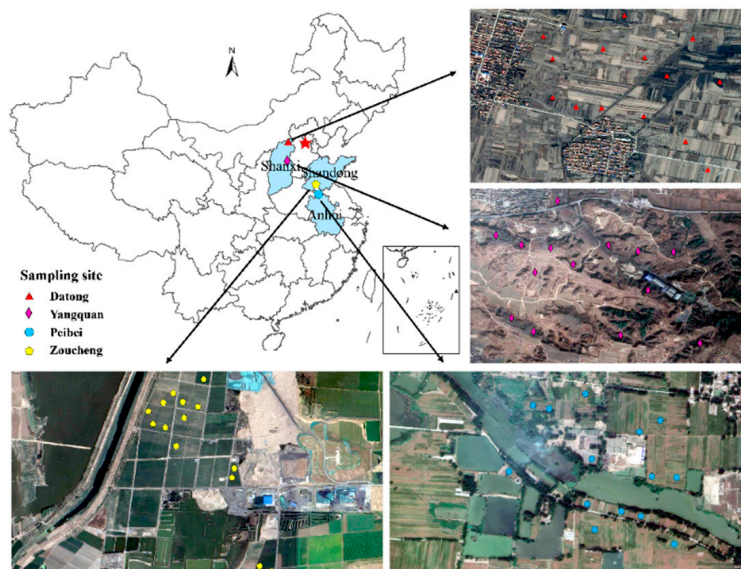 N
Shanxi
Shandong
Anhui
Sampling site
Datong
Yangquan
Peibei
Zoucheng